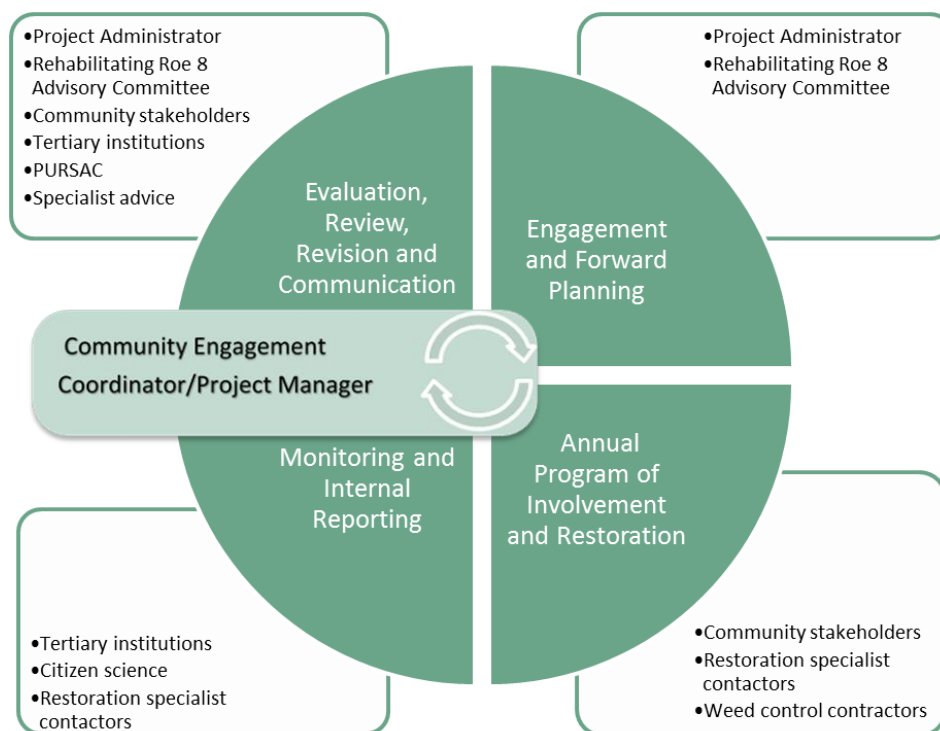 •Project Administrator
•Rehabilitating Roe 8
Advisory Committee
•Community stakeholders
•Tertiary institutions
•PURSAC
•Specialist advice
•Project Administrator
•Rehabilitating Roe 8
Advisory Committee
Evaluation,
Review,
Revision and
Communication
Engagement
and Forward
Planning
Community Engagement
Coordinator/Project Manager
Monitoring and
Internal
Reporting
Annual
Program of
Involvement
and Restoration
•Tertiary institutions
•Citizen science
•Restoration specialist
contactors
•Community stakeholders
•Restoration specialist
contactors
•Weed control contractors